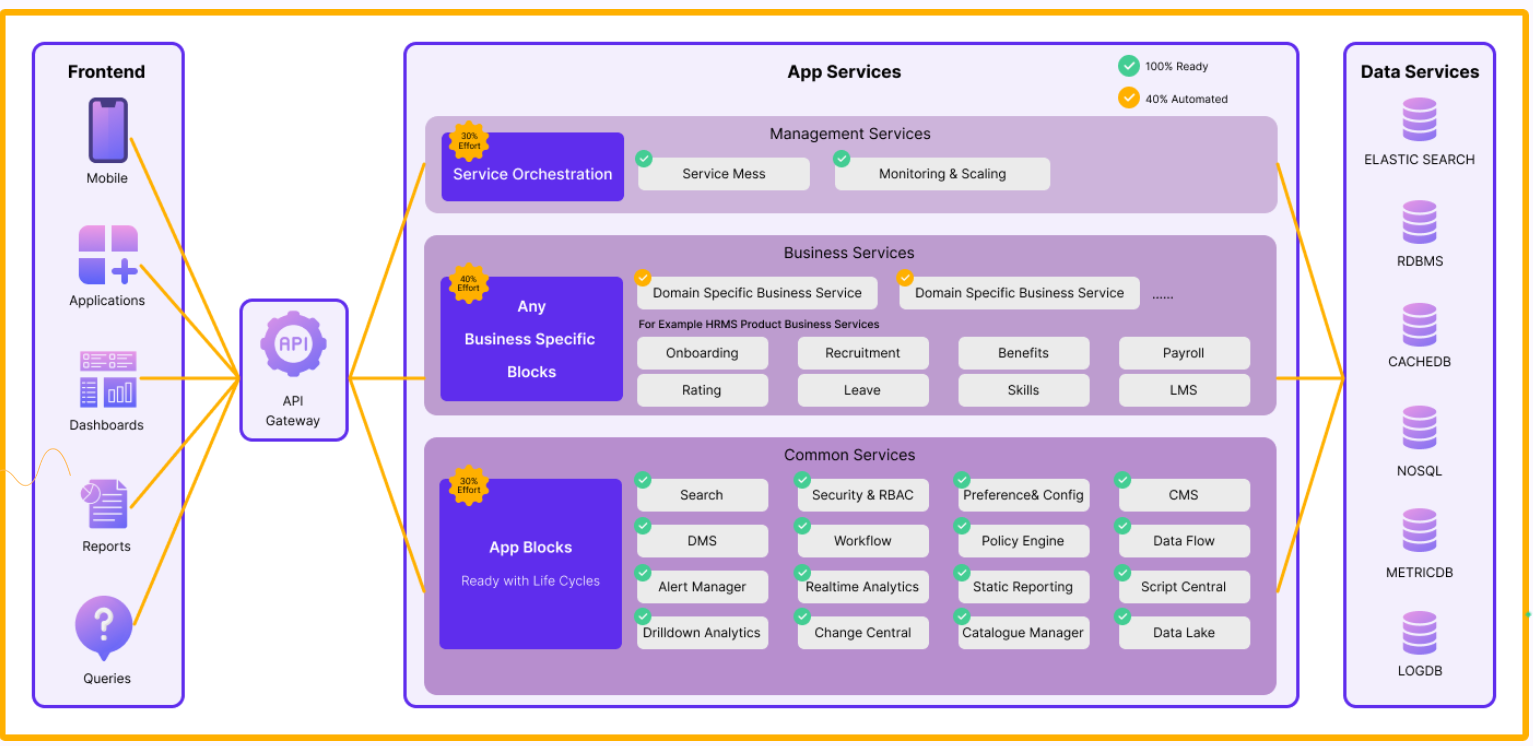 Frontend
Mobile
Applications
Dashboards
Reports
Queries
API
API
Gateway
App Services
100% Ready
40% Automated
Management Services
30%
Effort
Service Orchestration
Service Mess
Monitoring & Scaling
Business Services
40%
Effort
Any
Business Specific
Blocks
Domain Specific Business Service
Domain Specific Business Service
......
For Example HRMS Product Business Services
Onboarding
Recruitment
Benefits
Payroll
Rating
Leave
Skills
LMS
Common Services
30%
Effort
App Blocks
Ready with Life Cycles
Search
Security & RBAC
Preference& Config
CMS
DMS
Workflow
Policy Engine
Data Flow
Alert Manager
Realtime Analytics
Static Reporting
Script Central
Drilldown Analytics
Change Central
Catalogue Manager
Data Lake
Data Services
ELASTIC SEARCH
RDBMS
CACHEDB
NOSQL
METRICDB
LOGDB